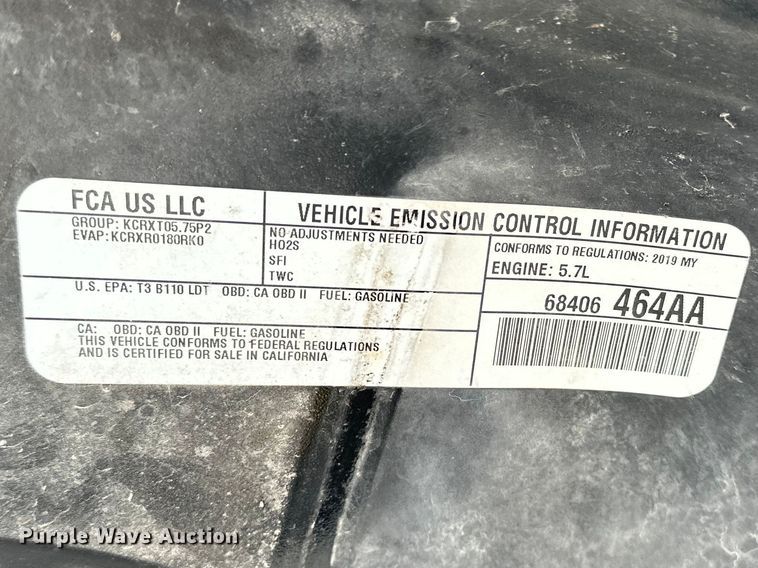 FCA US LLC
GROUP: KCRXT05.75P2
EVAP: KCRXR0180RK0
VEHICLE EMISSION CONTROL INFORMATION
NO ADJUSTMENTS NEEDED
HO2S
SFI
TWC
CONFORMS TO REGULATIONS: 2019 MY
ENGINE: 5.7L
U.S. EPA: T3 B110 LDT OBD: CA OBD II FUEL: GASOLINE
68406 464AA
CA: OBD: CA OBD II FUEL: GASOLINE
THIS VEHICLE CONFORMS TO FEDERAL REGULATIONS
AND IS CERTIFIED FOR SALE IN CALIFORNIA
Purple Wave Auction